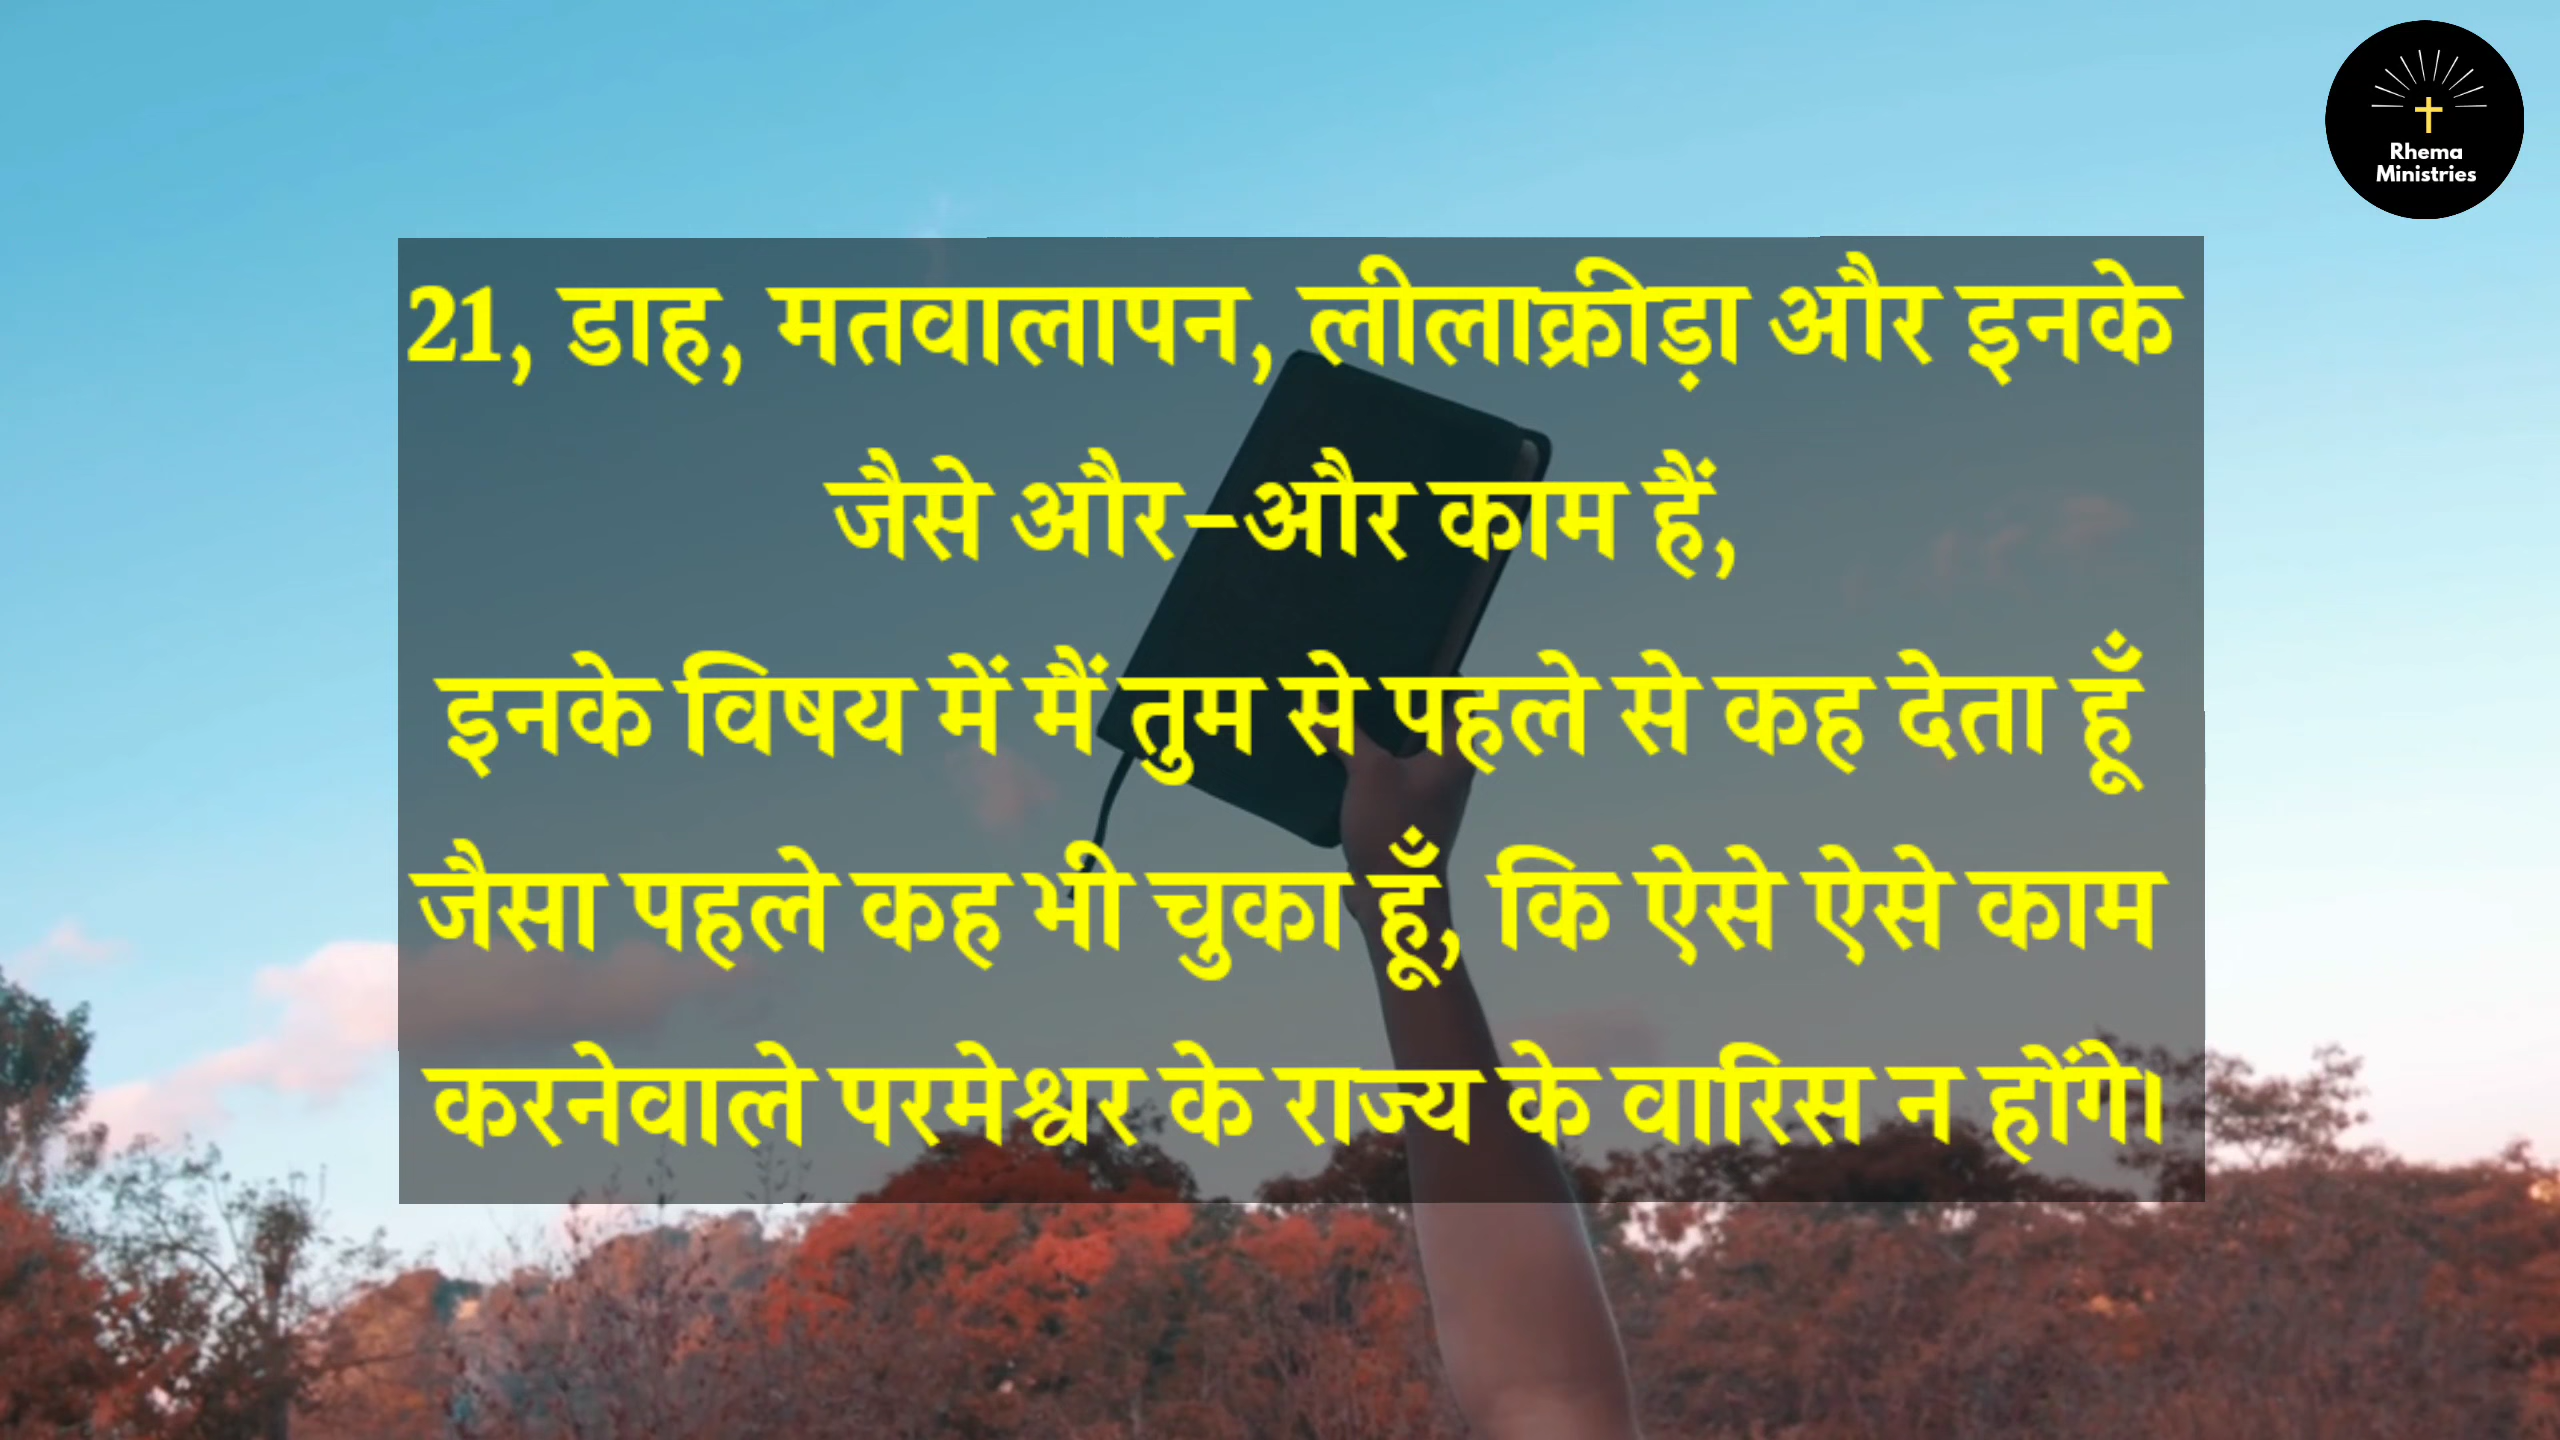 Rhema
Ministries
21, डाह, मतवालापन, लीलाक्रीड़ा और इनके
जैसे और–और काम हैं,
इनके विषय में मैं तुम से पहले से कह देता हूँ
जैसा पहले कह भी चुका हूँ, कि ऐसे ऐसे काम
करनेवाले परमेश्वर के राज्य के वारिस न होंगे।